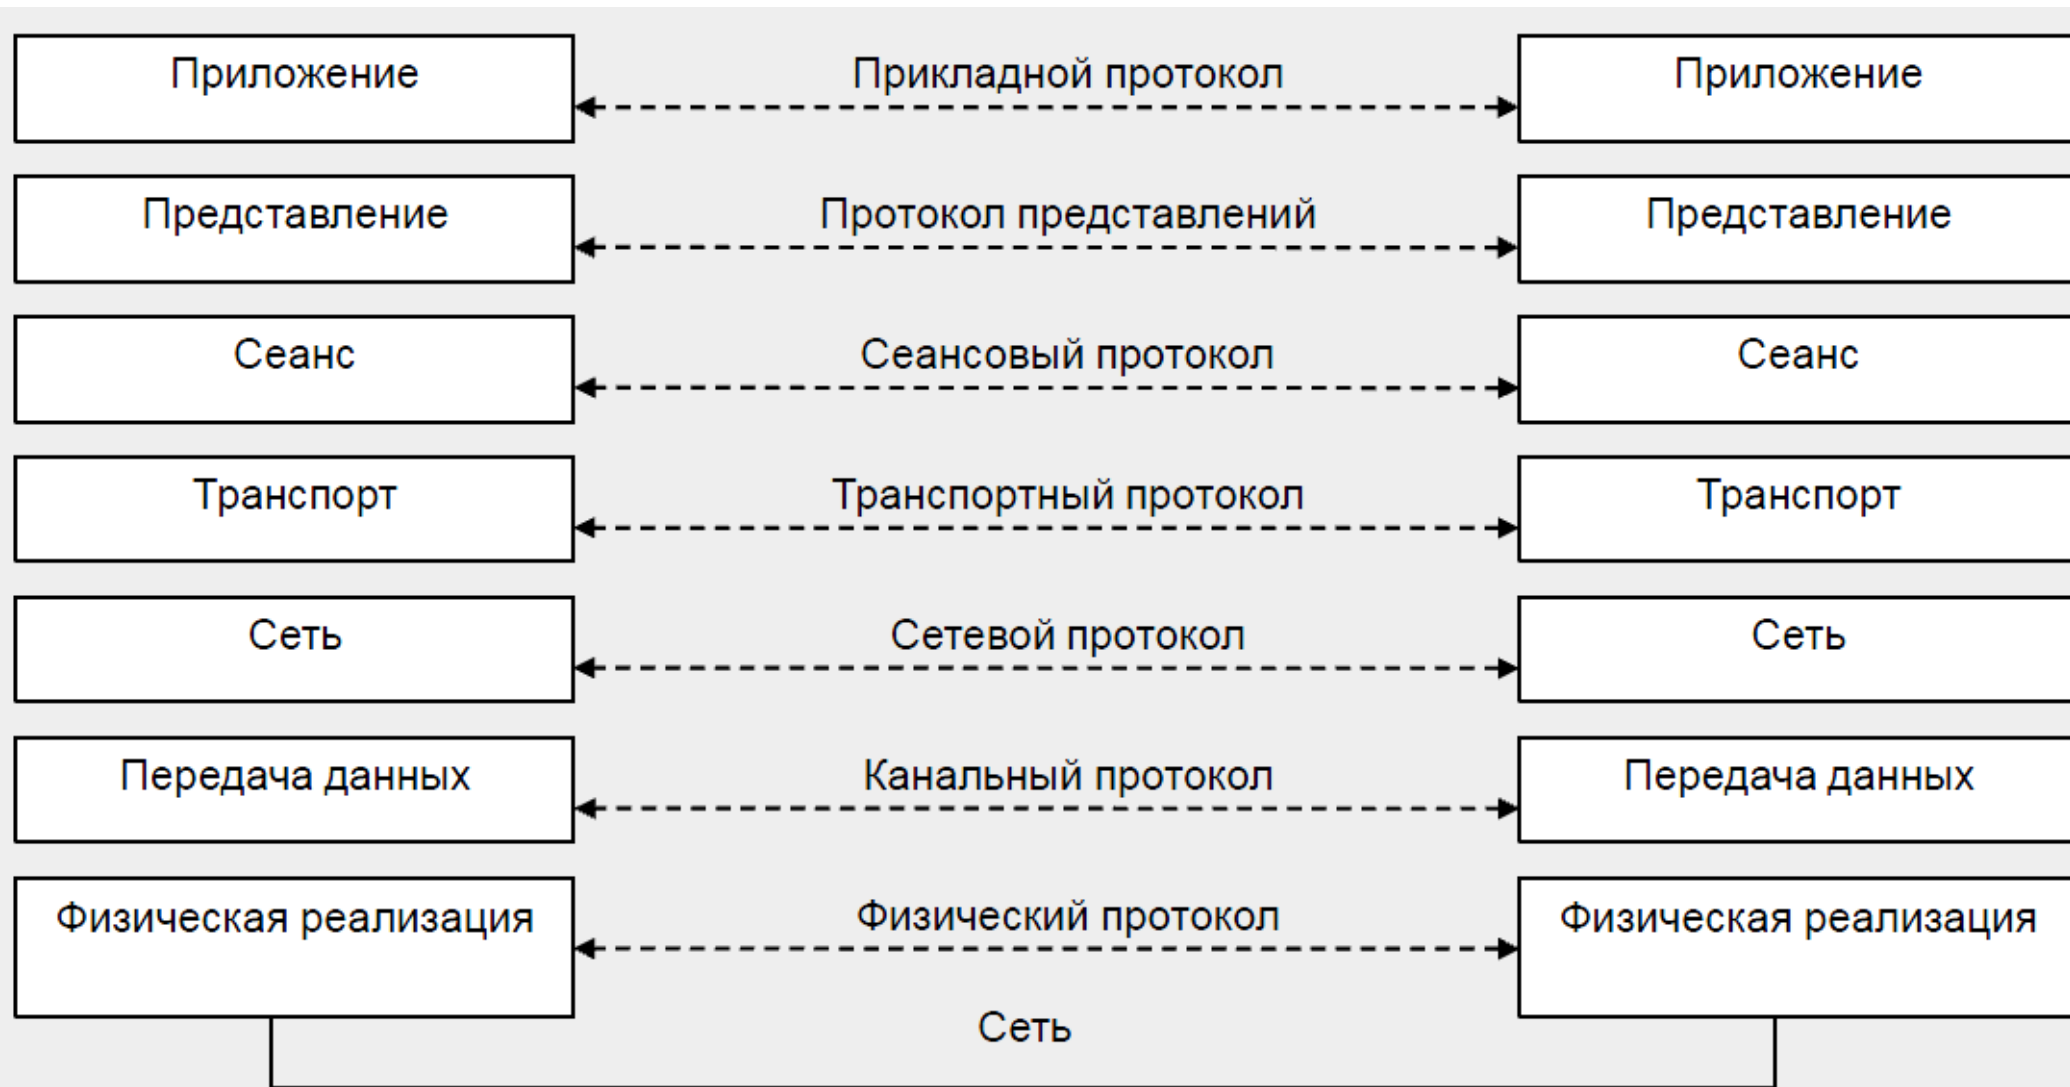 Приложение Прикладной протокол Приложение
Представление Протокол представлений Представление
Сеанс Сеансовый протокол Сеанс
Транспорт Транспортный протокол Транспорт
Сеть Сетевой протокол Сеть
Передача данных Канальный протокол Передача данных
Физическая реализация Физический протокол Физическая реализация
Сеть